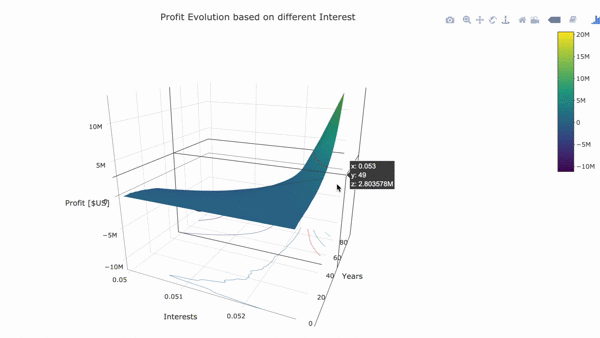 Profit Evolution based on different Interest
20M
15M
10M
5M
0
−5M
−10M
10M
5M
Profit [$US]
−5M
−10M
x: 0.053
y: 49
z: 2.803578M
80
60
40
20
0
Years
0.05
0.051
0.052
Interests